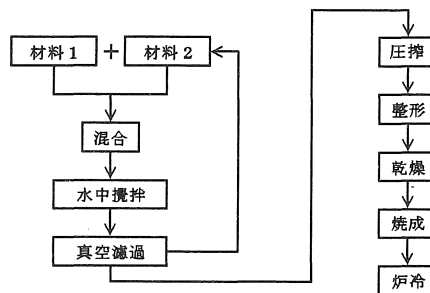 材料1 + 材料2
混合
水中攪拌
真空濾過
圧搾
整形
乾燥
焼成
炉冷